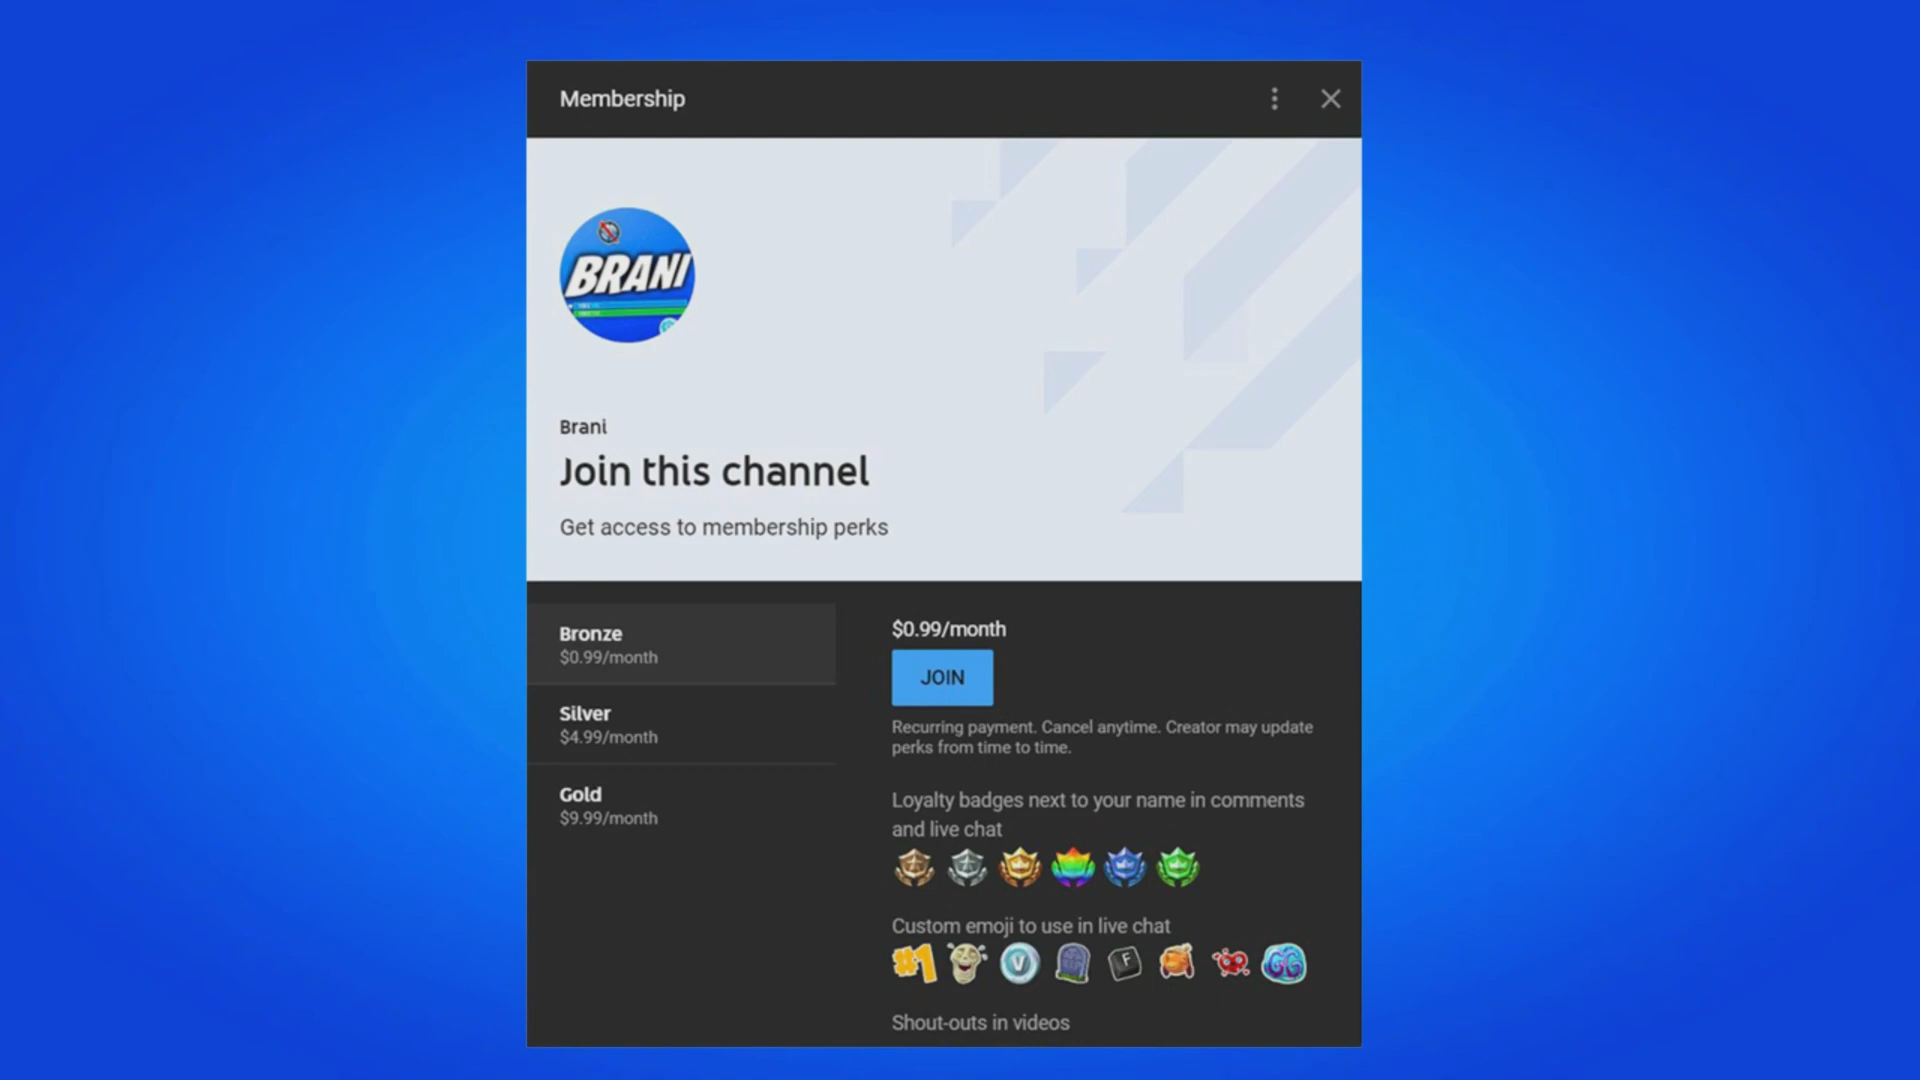 Membership
BRANI
Brani
Join this channel
Get access to membership perks
Bronze
$0.99/month
Silver
$4.99/month
Gold
$9.99/month
$0.99/month
JOIN
Recurring payment. Cancel anytime. Creator may update
perks from time to time.
Loyalty badges next to your name in comments
and live chat
Custom emoji to use in live chat
#1
V
F
GG
Shout-outs in videos